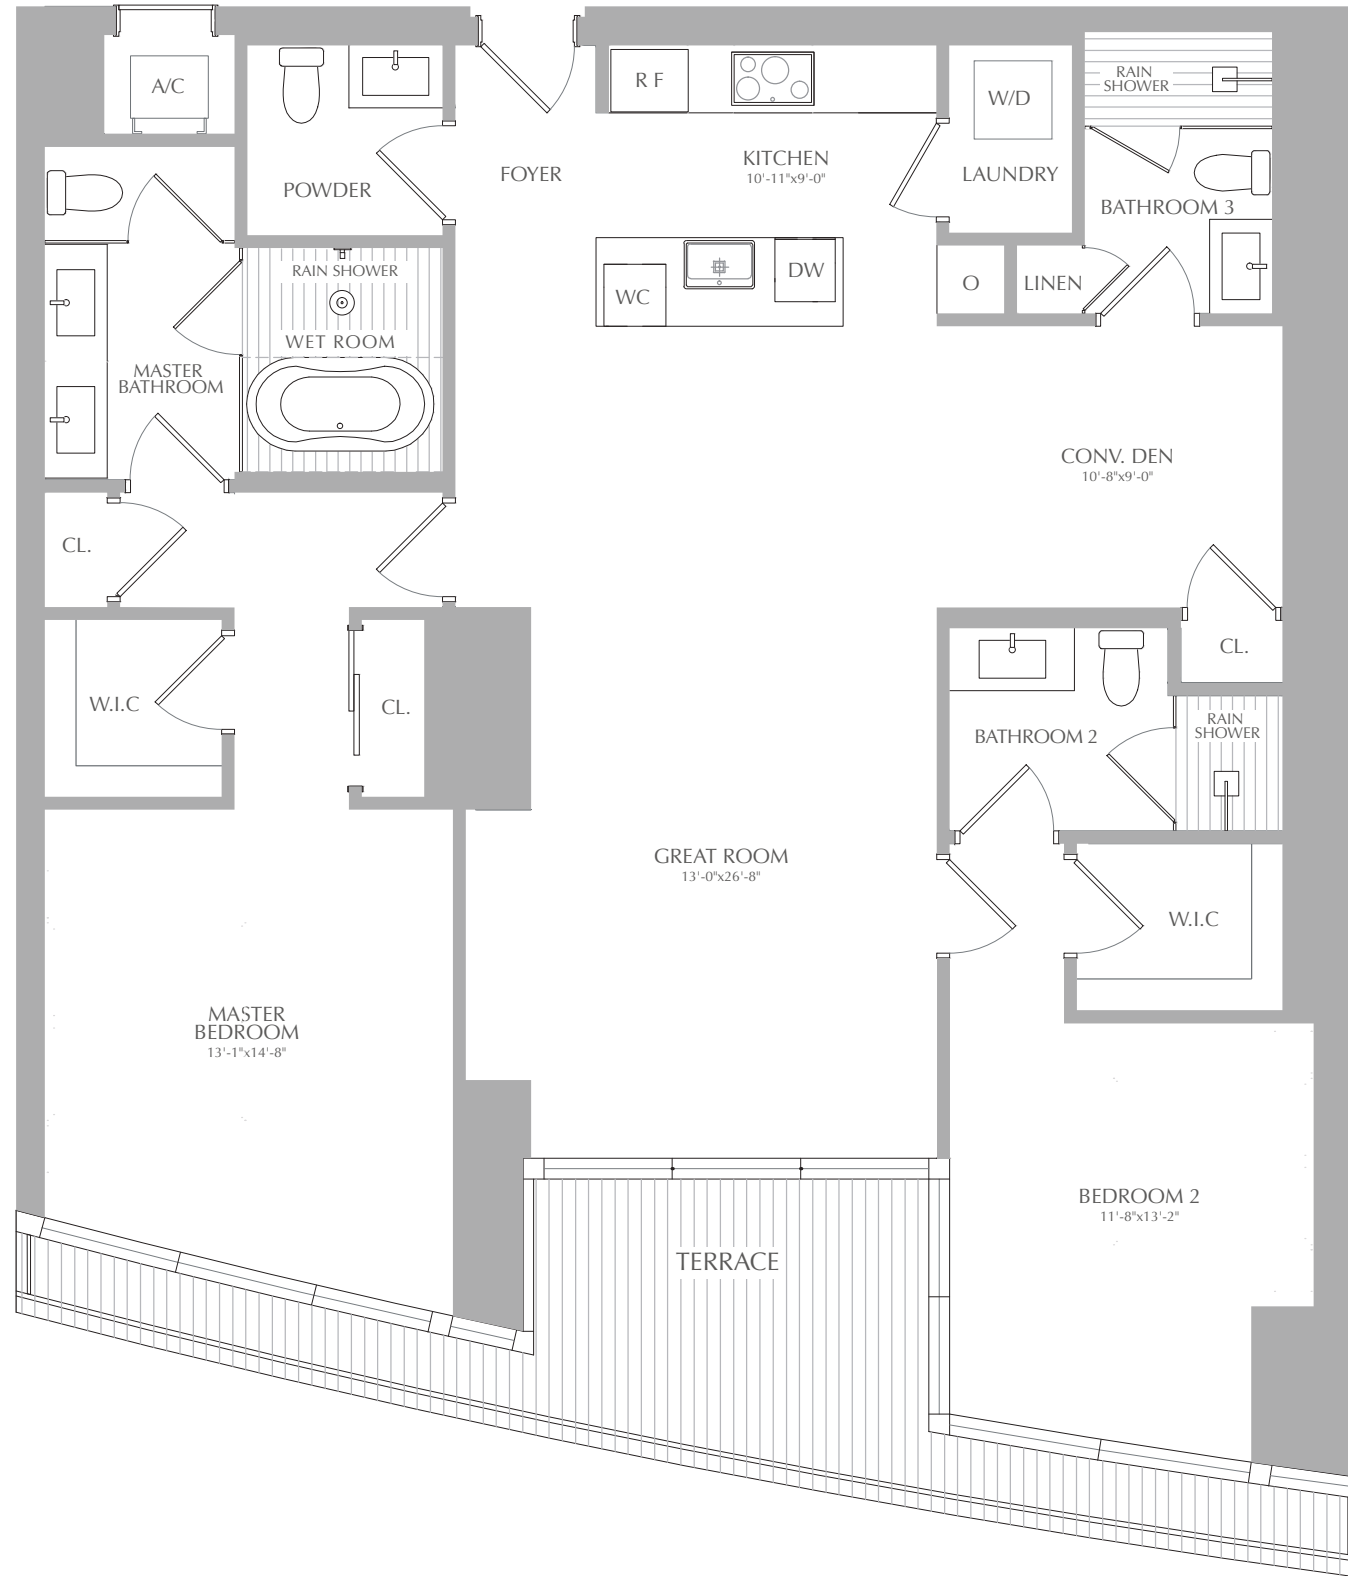 A/C
R F
W/D
RAIN
SHOWER
POWDER
FOYER
KITCHEN
10'-11"x9'-0"
LAUNDRY
BATHROOM 3
RAIN SHOWER
WET ROOM
WC
DW
O
LINEN
MASTER
BATHROOM
CONV. DEN
10'-8"x9'-0"
CL.
W.I.C
CL.
CL.
BATHROOM 2
RAIN
SHOWER
GREAT ROOM
13'-0"x26'-8"
W.I.C
MASTER
BEDROOM
13'-1"x14'-8"
BEDROOM 2
11'-8"x13'-2"
TERRACE